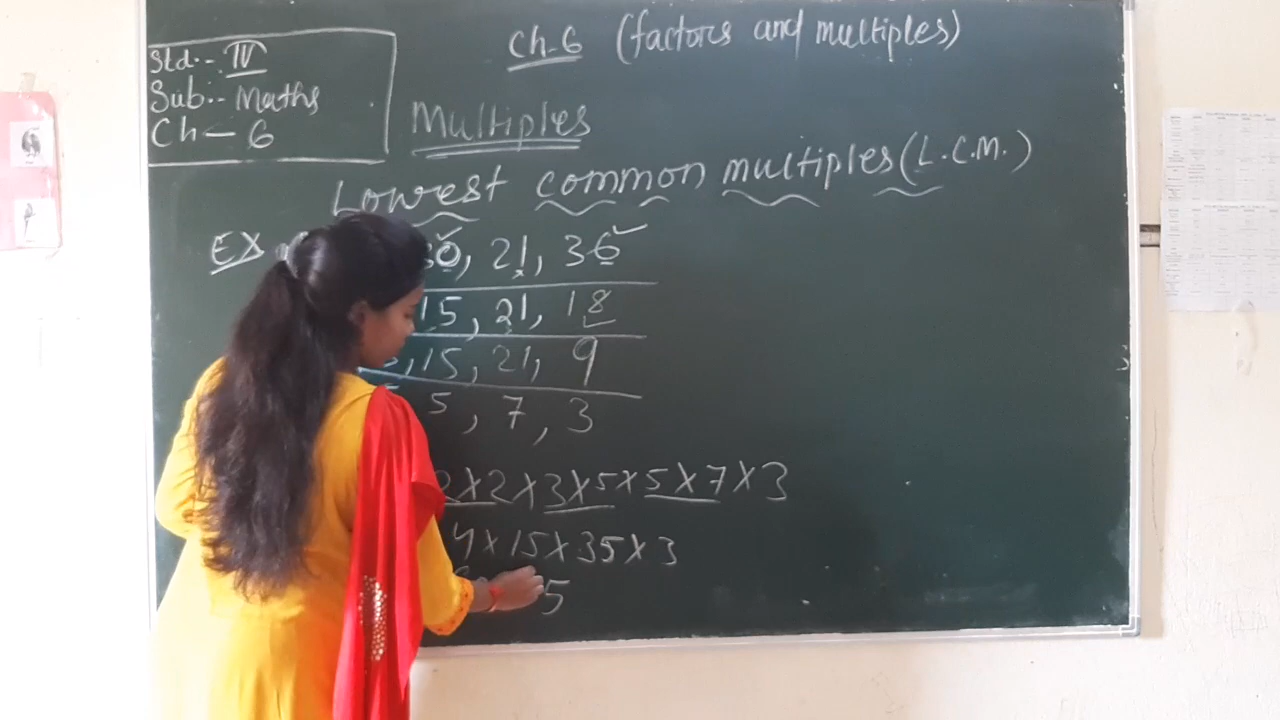 Ch-6 (factors and multiples)
Std:- IV
Sub:- Maths
Ch- 6
Multiples
Lowest common multiples (L.C.M.)
EX
0, 21, 36
15, 21, 18
, 15, 21, 9
5, 7, 3
2×2×3×5×5×7×3
4×15×35×3
5